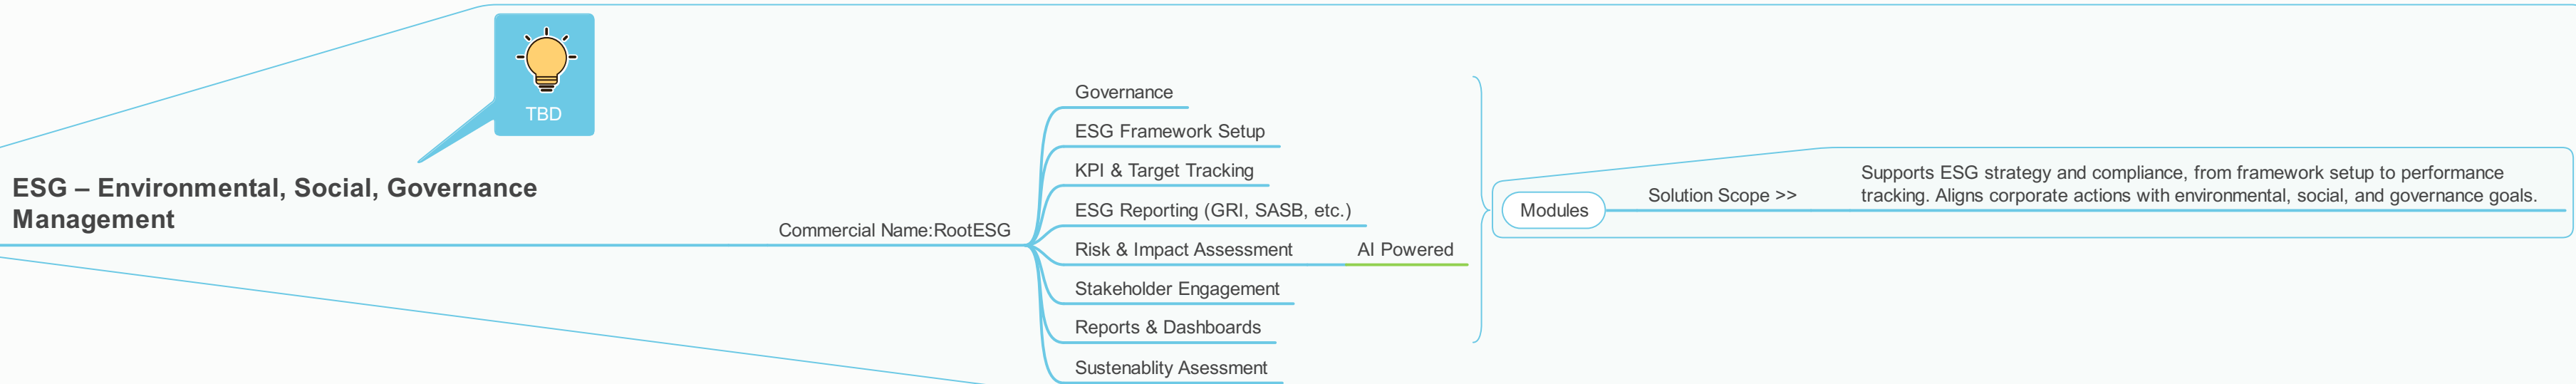 TBD
ESG – Environmental, Social, Governance
Management
Commercial Name:RootESG
Governance
ESG Framework Setup
KPI & Target Tracking
ESG Reporting (GRI, SASB, etc.)
Risk & Impact Assessment
AI Powered
Stakeholder Engagement
Reports & Dashboards
Sustenablity Asessment
Modules
Solution Scope >>
Supports ESG strategy and compliance, from framework setup to performance
tracking. Aligns corporate actions with environmental, social, and governance goals.